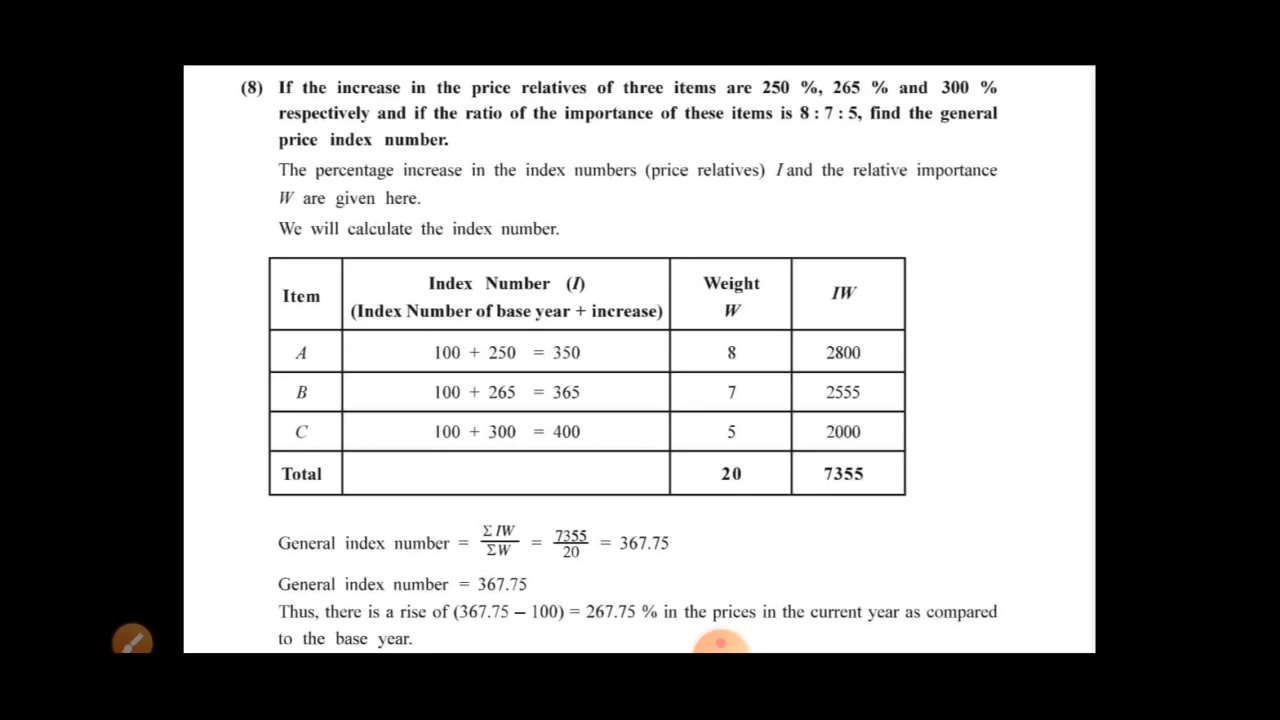 (8) If the increase in the price relatives of three items are 250 %, 265 % and 300 %
respectively and if the ratio of the importance of these items is 8 : 7 : 5, find the general
price index number.
The percentage increase in the index numbers (price relatives) I and the relative importance
W are given here.
We will calculate the index number.
Item | Index Number (I) (Index Number of base year + increase) | Weight W | IW
A | 100 + 250 = 350 | 8 | 2800
B | 100 + 265 = 365 | 7 | 2555
C | 100 + 300 = 400 | 5 | 2000
Total | | 20 | 7355
General index number = Σ IW / Σ W = 7355 / 20 = 367.75
General index number = 367.75
Thus, there is a rise of (367.75 – 100) = 267.75 % in the prices in the current year as compared
to the base year.